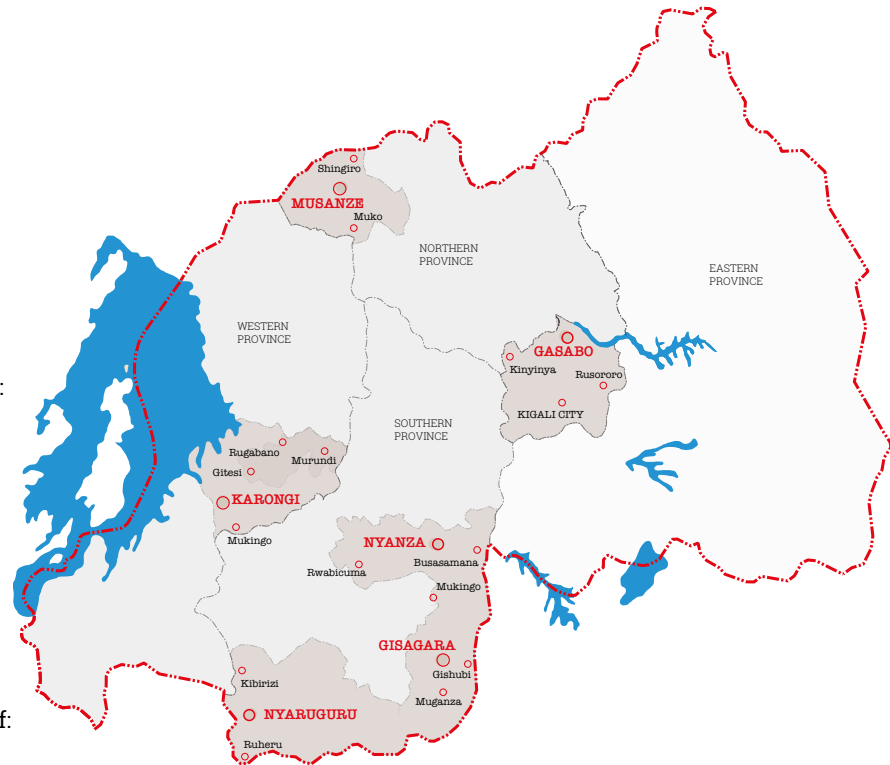 Shingiro
MUSANZE
Muko
NORTHERN
PROVINCE
EASTERN
PROVINCE
WESTERN
PROVINCE
GASABO
Kinyinya
Rusororo
KIGALI CITY
:
SOUTHERN
PROVINCE
Rugabano
Murundi
Gitesi
KARONGI
Mukingo
NYANZA
Busasamana
Rwabicuma
Mukingo
GISAGARA
Gishubi
Kibirizi
Muganza
NYARUGURU
f:
Ruheru